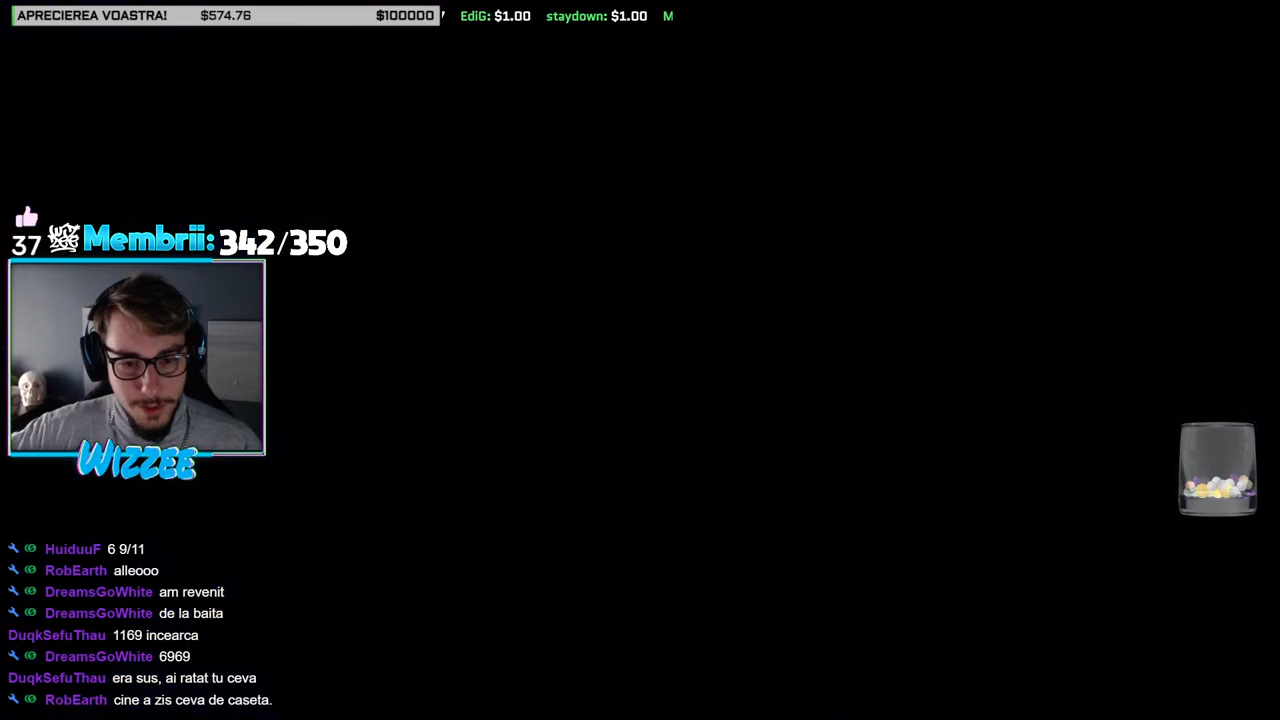 APRECIEREA VOASTRA! $574.76 $100000 EdiG: $1.00 staydown: $1.00 M
37 Membrii: 342/350
WIZZEE
HuiduuF 6 9/11
RobEarth alleooo
DreamsGoWhite am revenit
DreamsGoWhite de la baita
DuqkSefuThau 1169 incearca
DreamsGoWhite 6969
DuqkSefuThau era sus, ai ratat tu ceva
RobEarth cine a zis ceva de caseta.